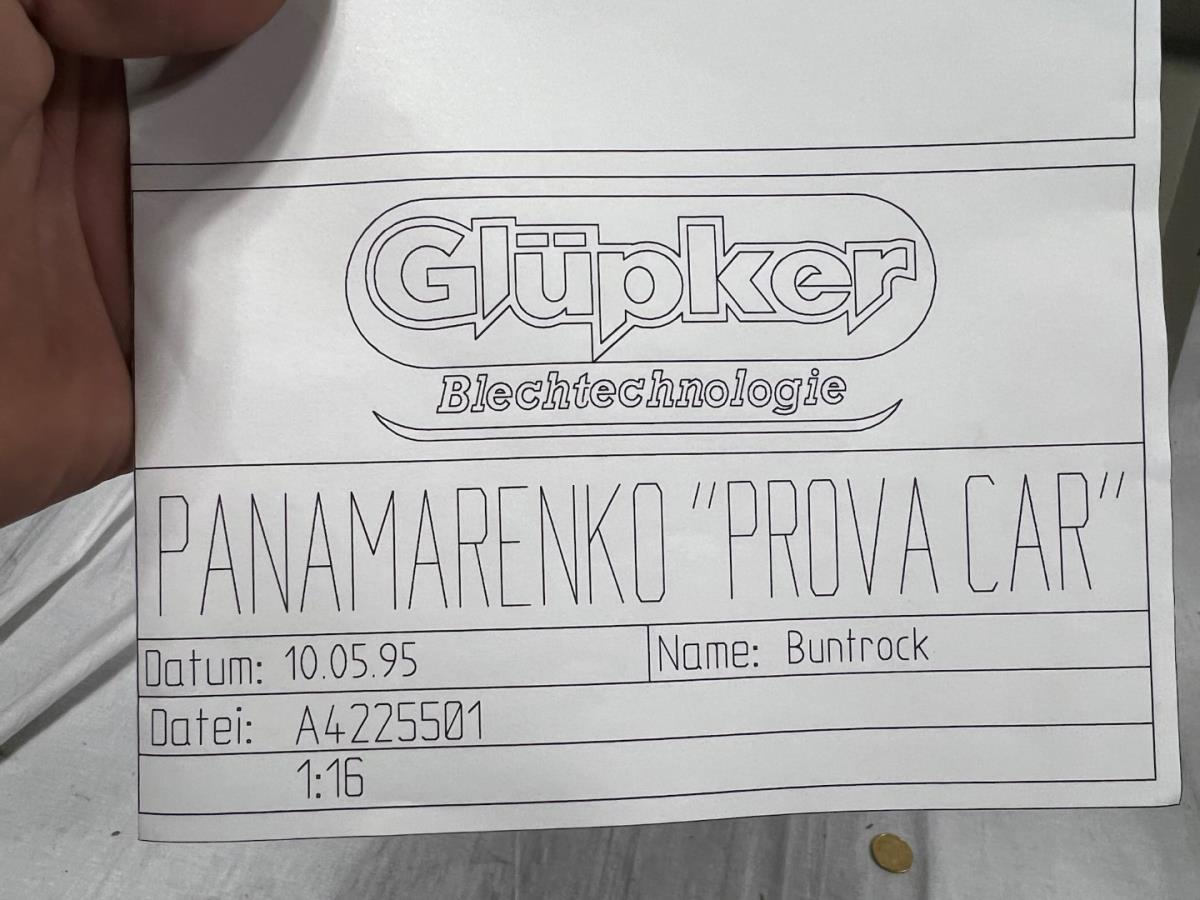 Glüpker
Blechtechnologie
PANAMARENKO "PROVA CAR"
Datum: 10.05.95 Name: Buntrock
Datei: A4225501
1:16